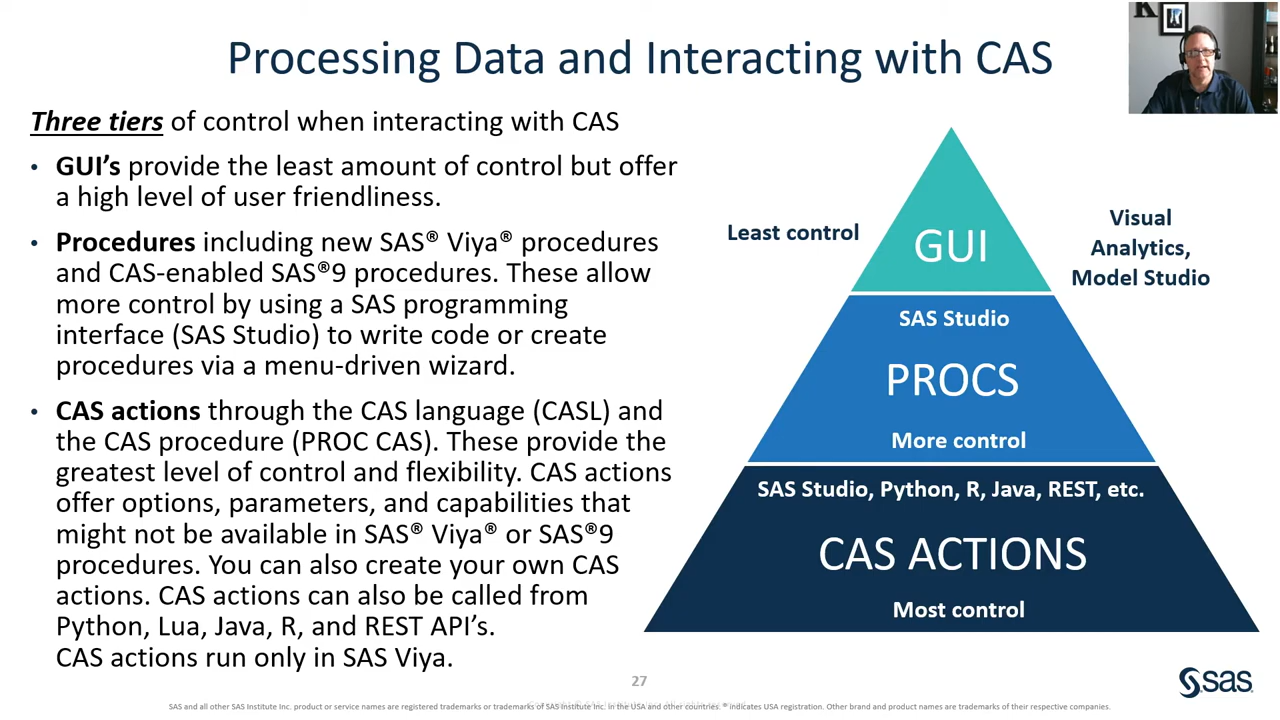 Processing Data and Interacting with CAS
Three tiers of control when interacting with CAS
• GUI's provide the least amount of control but offer
a high level of user friendliness.
• Procedures including new SAS® Viya® procedures
and CAS-enabled SAS®9 procedures. These allow
more control by using a SAS programming
interface (SAS Studio) to write code or create
procedures via a menu-driven wizard.
• CAS actions through the CAS language (CASL) and
the CAS procedure (PROC CAS). These provide the
greatest level of control and flexibility. CAS actions
offer options, parameters, and capabilities that
might not be available in SAS® Viya® or SAS®9
procedures. You can also create your own CAS
actions. CAS actions can also be called from
Python, Lua, Java, R, and REST API's.
CAS actions run only in SAS Viya.
Least control
GUI
Visual
Analytics,
Model Studio
SAS Studio
PROCS
More control
SAS Studio, Python, R, Java, REST, etc.
CAS ACTIONS
Most control
27
sas
SAS and all other SAS Institute Inc. product or service names are registered trademarks or trademarks of SAS Institute Inc. in the USA and other countries. ® indicates USA registration. Other brand and product names are trademarks of their respective companies.